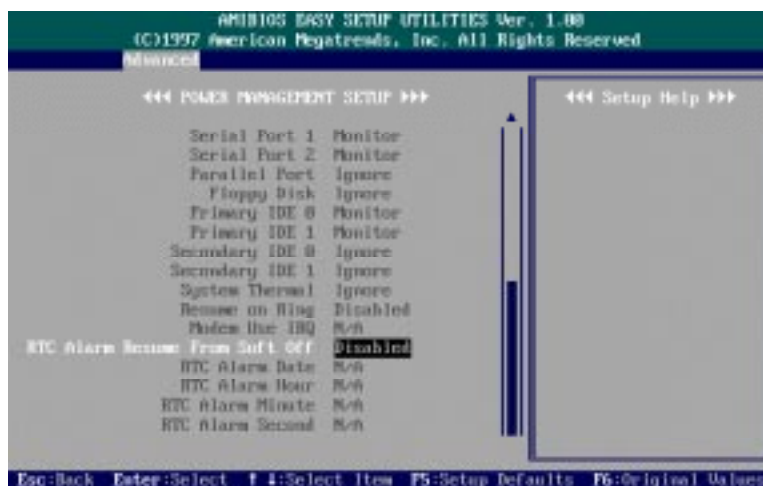 AMIBIOS EASY SETUP UTILITIES Ver. 1.00
(C)1997 American Megatrends, Inc. All Rights Reserved
Advanced
POWER MANAGEMENT SETUP
Setup Help
Serial Port 1 Monitor
Serial Port 2 Monitor
Parallel Port Ignore
Floppy Disk Ignore
Primary IDE 0 Monitor
Primary IDE 1 Monitor
Secondary IDE 0 Ignore
Secondary IDE 1 Ignore
System Thermal Ignore
Resume on Ring Disabled
Modem Use IRQ N/A
RTC Alarm Resume From Soft Off Disabled
RTC Alarm Date N/A
RTC Alarm Hour N/A
RTC Alarm Minute N/A
RTC Alarm Second N/A
Esc:Back Enter:Select ↑ ↓:Select Item F5:Setup Defaults F6:Original Values